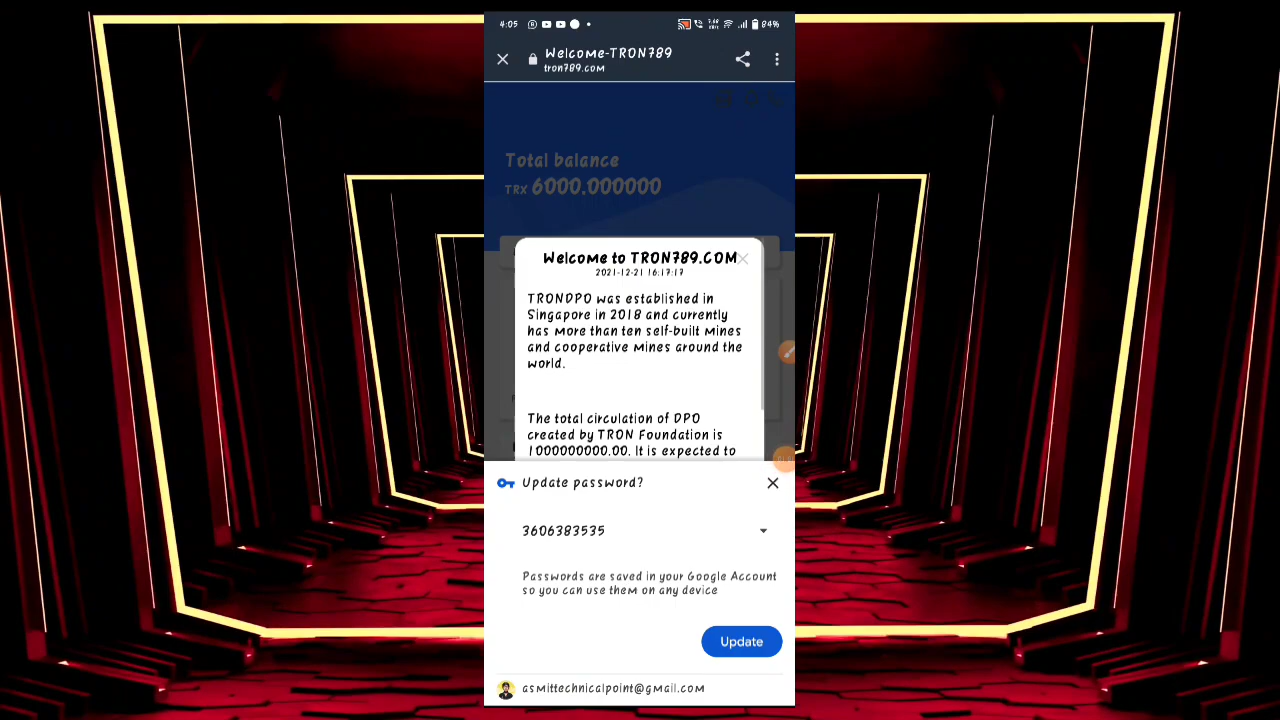 4:05
84%
Welcome-TRON789
tron789.com
Total balance
TRX 6000.000000
Welcome to TRON789.COM
2021-12-21 16:17:17
TRONDPO was established in
Singapore in 2018 and currently
has more than ten self-built mines
and cooperative mines around the
world.
The total circulation of DPO
created by TRON Foundation is
1000000000.00. It is expected to
Update password?
3606383535
Passwords are saved in your Google Account
so you can use them on any device
Update
asmittechnicalpoint@gmail.com